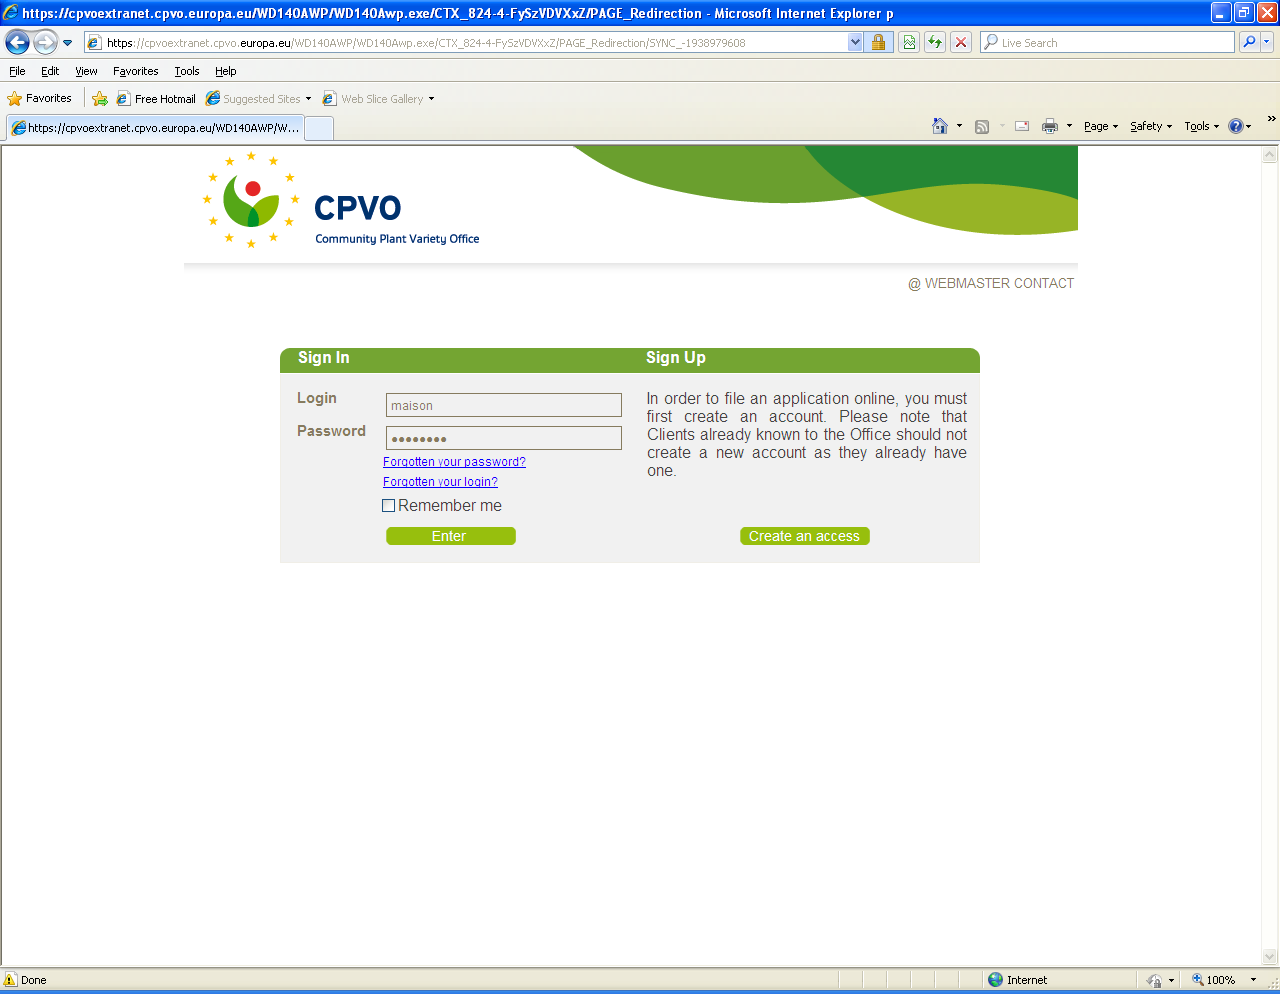 https://cpvoextranet.cpvo.europa.eu/WD140AWP/WD140Awp.exe/CTX_824-4-FySzVDVXxZ/PAGE_Redirection - Microsoft Internet Explorer p
https://cpvoextranet.cpvo.europa.eu/WD140AWP/WD140Awp.exe/CTX_824-4-FySzVDVXxZ/PAGE_Redirection/SYNC_-1938979608
Live Search
File Edit View Favorites Tools Help
Favorites Free Hotmail Suggested Sites Web Slice Gallery
https://cpvoextranet.cpvo.europa.eu/WD140AWP/W...
Page Safety Tools
CPVO
Community Plant Variety Office
@ WEBMASTER CONTACT
Sign In
Login
maison
Password
••••••••
Forgotten your password?
Forgotten your login?
Remember me
Enter
Sign Up
In order to file an application online, you must
first create an account. Please note that
Clients already known to the Office should not
create a new account as they already have
one.
Create an access
Done
Internet
100%